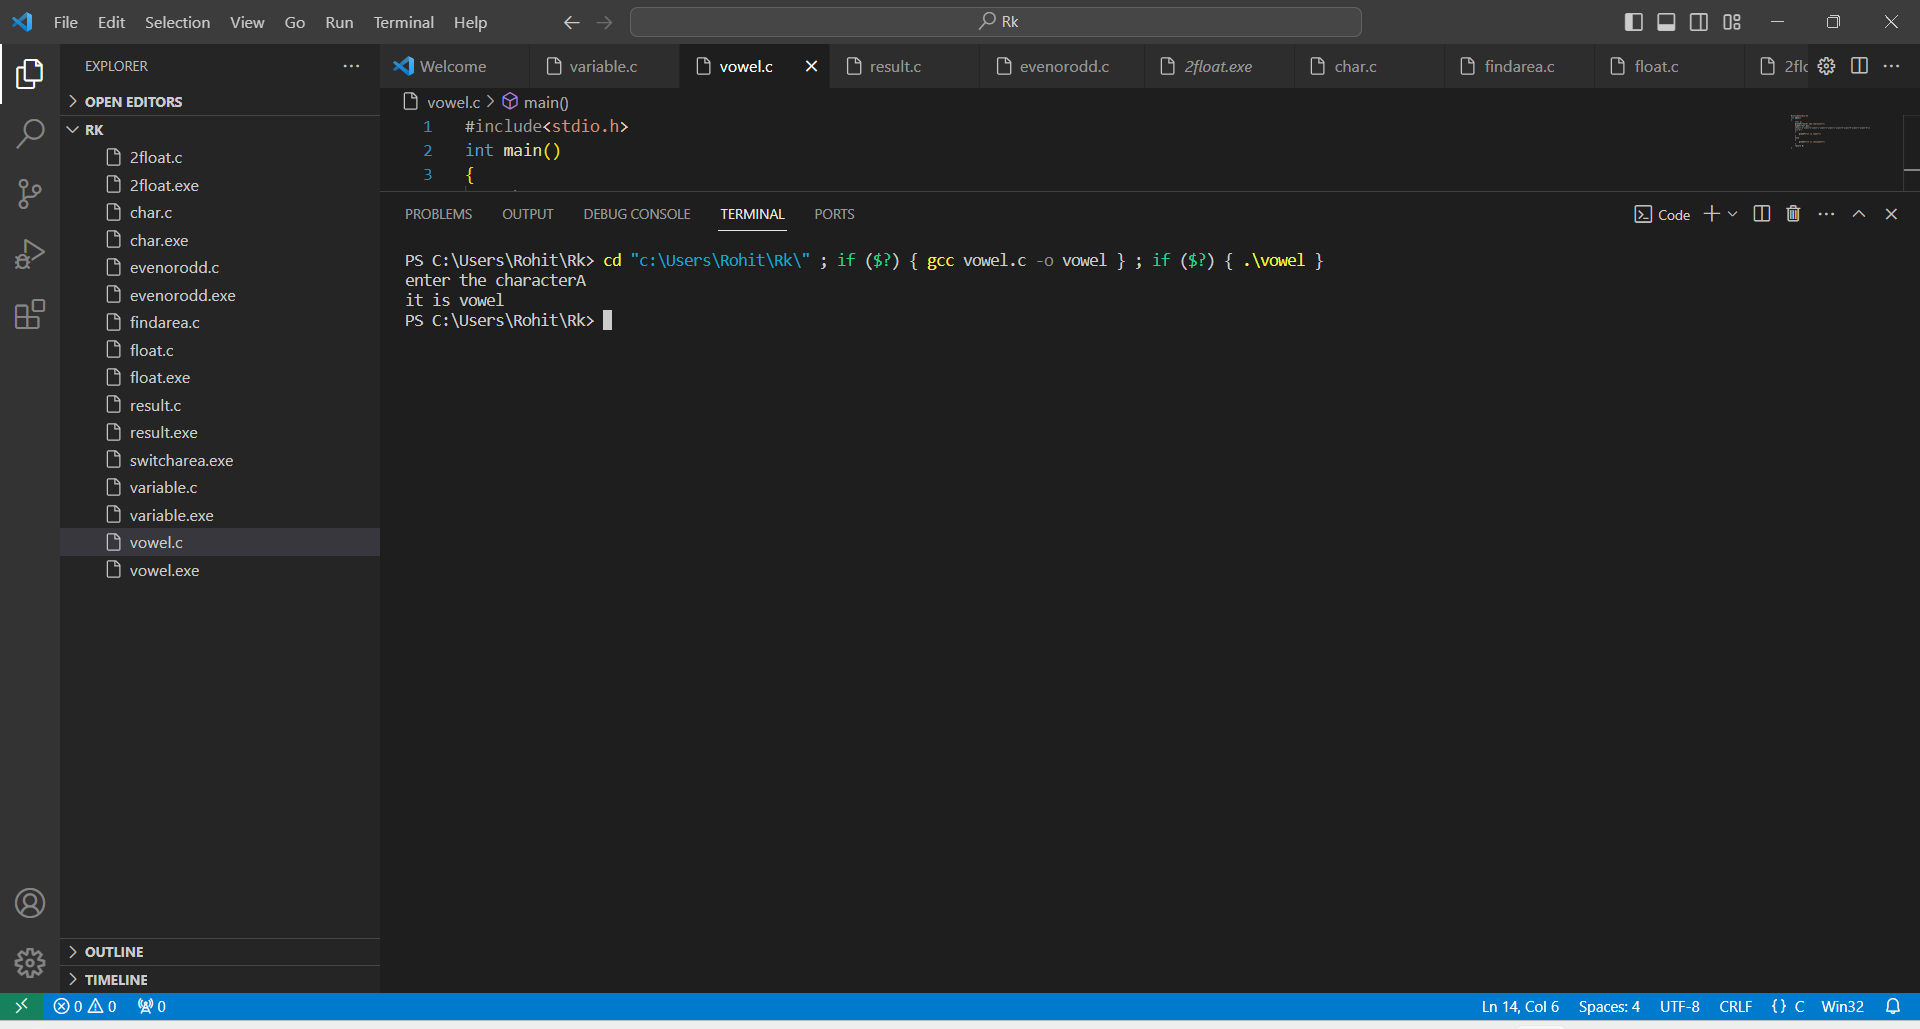 File Edit Selection View Go Run Terminal Help
Rk
EXPLORER
OPEN EDITORS
RK
2float.c
2float.exe
char.c
char.exe
evenorodd.c
evenorodd.exe
findarea.c
float.c
float.exe
result.c
result.exe
switcharea.exe
variable.c
variable.exe
vowel.c
vowel.exe
OUTLINE
TIMELINE
Welcome variable.c vowel.c result.c evenorodd.c 2float.exe char.c findarea.c float.c 2flo
vowel.c > main()
1 #include<stdio.h>
2 int main()
3 {
PROBLEMS OUTPUT DEBUG CONSOLE TERMINAL PORTS
Code
PS C:\Users\Rohit\Rk> cd "c:\Users\Rohit\Rk\" ; if ($?) { gcc vowel.c -o vowel } ; if ($?) { .\vowel }
enter the characterA
it is vowel
PS C:\Users\Rohit\Rk>
0 0 0
Ln 14, Col 6 Spaces: 4 UTF-8 CRLF {} C Win32